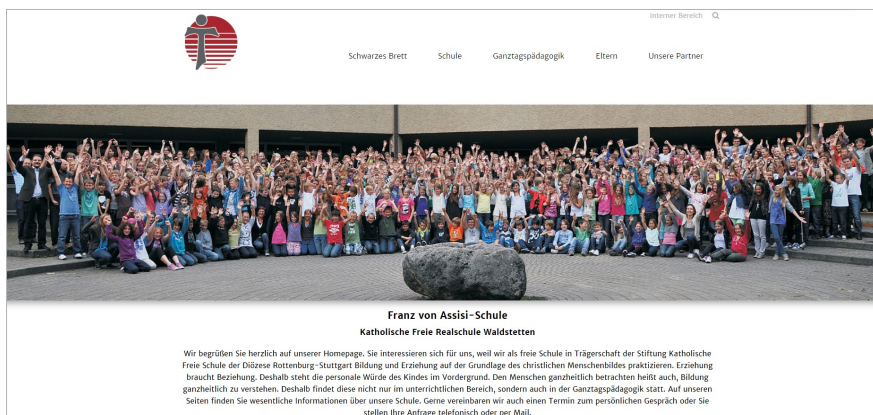 Interner Bereich
Schwarzes Brett Schule Ganztagspädagogik Eltern Unsere Partner
Franz von Assisi-Schule
Katholische Freie Realschule Waldstetten
Wir begrüßen Sie herzlich auf unserer Homepage. Sie interessieren sich für uns, weil wir als freie Schule in Trägerschaft der Stiftung Katholische
Freie Schule der Diözese Rottenburg-Stuttgart Bildung und Erziehung auf der Grundlage des christlichen Menschenbildes praktizieren. Erziehung
braucht Beziehung. Deshalb steht die personale Würde des Kindes im Vordergrund. Den Menschen ganzheitlich betrachten heißt auch, Bildung
ganzheitlich zu verstehen. Deshalb findet diese nicht nur im unterrichtlichen Bereich, sondern auch in der Ganztagspädagogik statt. Auf unseren
Seiten finden Sie wesentliche Informationen über unsere Schule. Gerne vereinbaren wir auch einen Termin zum persönlichen Gespräch oder Sie
stellen Ihre Anfrage telefonisch oder per Mail.